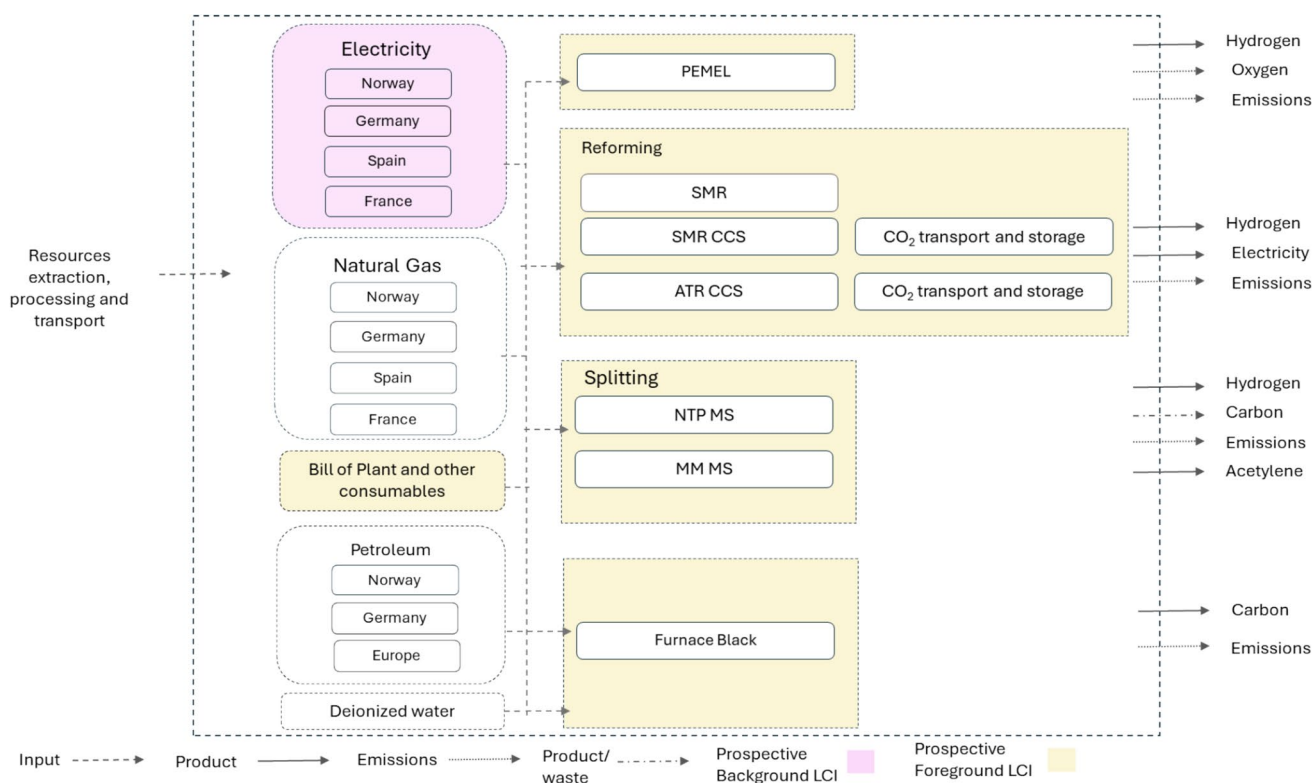 Resources
extraction,
processing and
transport
Electricity
Norway
Germany
Spain
France
Natural Gas
Norway
Germany
Spain
France
Bill of Plant and other
consumables
Petroleum
Norway
Germany
Europe
Deionized water
PEMEL
Reforming
SMR
SMR CCS
CO₂ transport and storage
ATR CCS
CO₂ transport and storage
Splitting
NTP MS
MM MS
Furnace Black
Hydrogen
Oxygen
Emissions
Hydrogen
Electricity
Emissions
Hydrogen
Carbon
Emissions
Acetylene
Carbon
Emissions
Input
Product
Emissions
Product/
waste
Prospective
Background LCI
Prospective
Foreground LCI